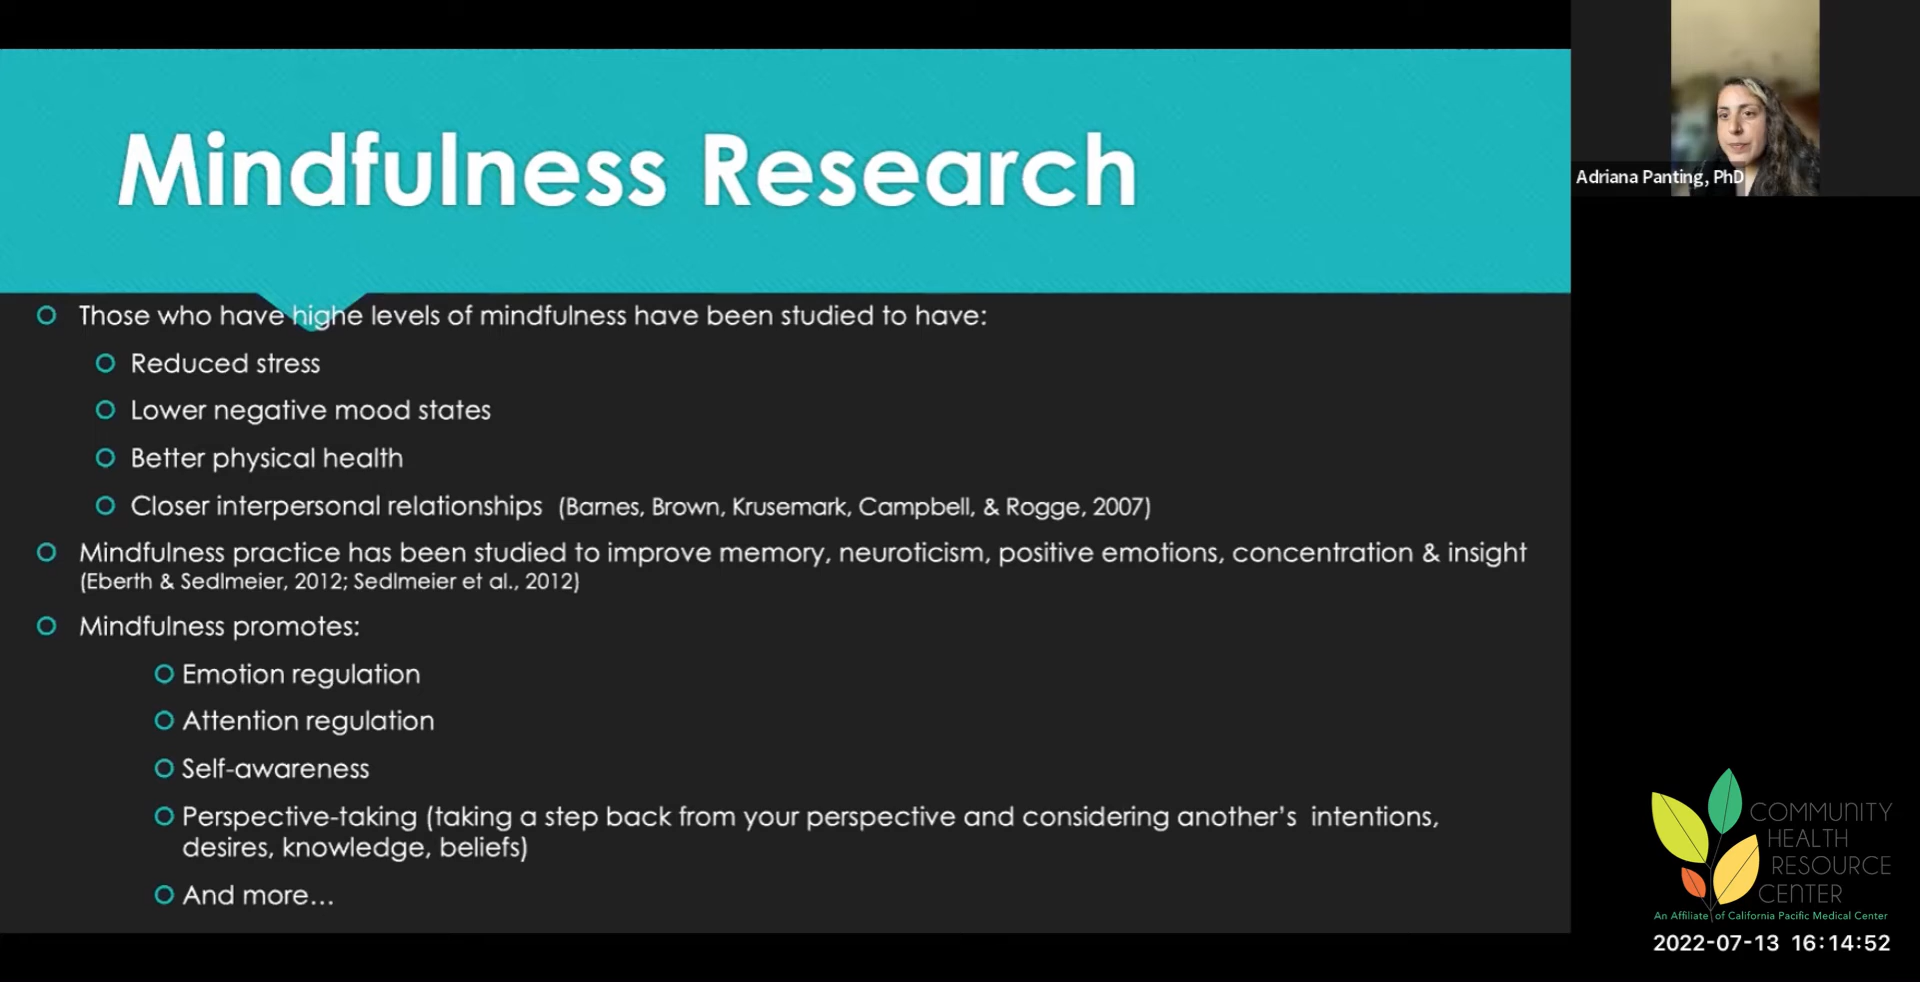 Mindfulness Research
Adriana Panting, PhD
Those who have highe levels of mindfulness have been studied to have:
Reduced stress
Lower negative mood states
Better physical health
Closer interpersonal relationships (Barnes, Brown, Krusemark, Campbell, & Rogge, 2007)
Mindfulness practice has been studied to improve memory, neuroticism, positive emotions, concentration & insight
(Eberth & Sedlmeier, 2012; Sedlmeier et al., 2012)
Mindfulness promotes:
Emotion regulation
Attention regulation
Self-awareness
Perspective-taking (taking a step back from your perspective and considering another’s intentions,
desires, knowledge, beliefs)
And more…
COMMUNITY
HEALTH
RESOURCE
CENTER
An Affiliate of California Pacific Medical Center
2022-07-13 16:14:52